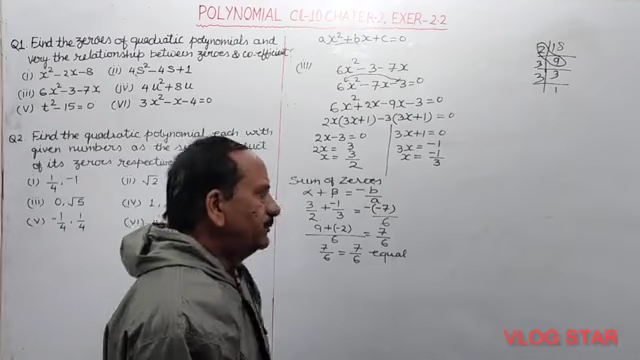 POLYNOMIAL CL-10 CHATER-2, EXER-2.2
Q1. Find the zeroes of quadratic polynomials and
very the relationship between zeroes & co-efficient.
(i) x²-2x-8 (ii) 4S²-4S+1
(iii) 6x²-3-7x (iv) 4u²+8u
(v) t²-15=0 (vi) 3x²-x-4=0
Q2. Find the quadratic polynomial each with
given numbers as the
of its zeros
(i) 1/4, -1 (ii) √2
(iii) 0, √5 (iv) 1,
(v) -1/4, 1/4
ax²+bx+c=0
(iii) 6x²-3-7x
6x²-7x-3=0
6x²+2x-9x-3=0
2x(3x+1)-3(3x+1)=0
2x-3=0 3x+1=0
2x=3 3x=-1
x=3/2 x=-1/3
Sum of Zeroes
α+β=-b/a
3/2+-1/3=-(-7)/6
9+(-2)/6=7/6
7/6=7/6 equal
2 18
3 9
3 3
1
VLOG STAR